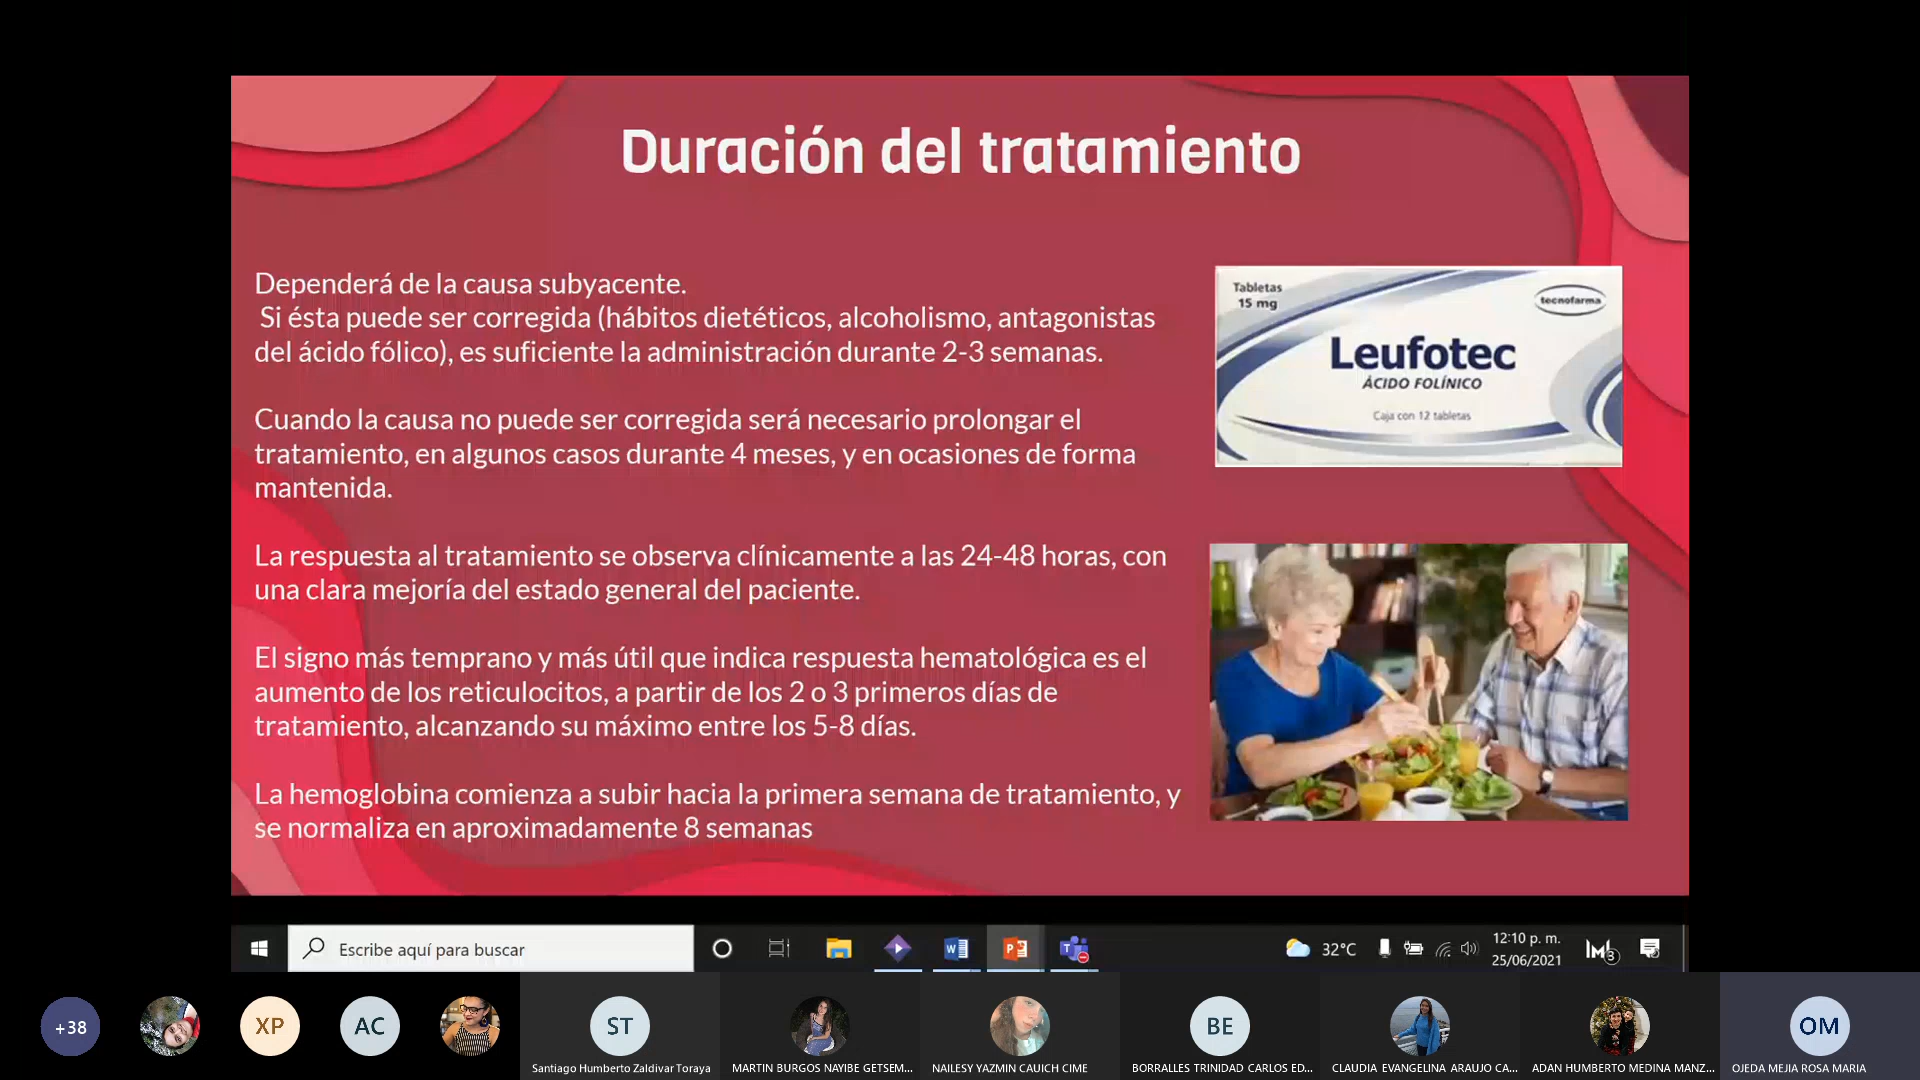 Duración del tratamiento
Dependerá de la causa subyacente.
Si ésta puede ser corregida (hábitos dietéticos, alcoholismo, antagonistas
del ácido fólico), es suficiente la administración durante 2-3 semanas.
Cuando la causa no puede ser corregida será necesario prolongar el
tratamiento, en algunos casos durante 4 meses, y en ocasiones de forma
mantenida.
La respuesta al tratamiento se observa clínicamente a las 24-48 horas, con
una clara mejoría del estado general del paciente.
El signo más temprano y más útil que indica respuesta hematológica es el
aumento de los reticulocitos, a partir de los 2 o 3 primeros días de
tratamiento, alcanzando su máximo entre los 5-8 días.
La hemoglobina comienza a subir hacia la primera semana de tratamiento, y
se normaliza en aproximadamente 8 semanas
Tabletas
15 mg
tecnofarma
Leufotec
ÁCIDO FOLÍNICO
Caja con 12 tabletas
Escribe aquí para buscar
32°C
12:10 p. m.
25/06/2021
3
+38
XP
AC
ST
BE
OM
Santiago Humberto Zaldivar Toraya
MARTIN BURGOS NAYIBE GETSEM...
NAILESY YAZMIN CAUICH CIME
BORRALLES TRINIDAD CARLOS ED...
CLAUDIA EVANGELINA ARAUJO CA...
ADAN HUMBERTO MEDINA MANZ...
OJEDA MEJIA ROSA MARIA